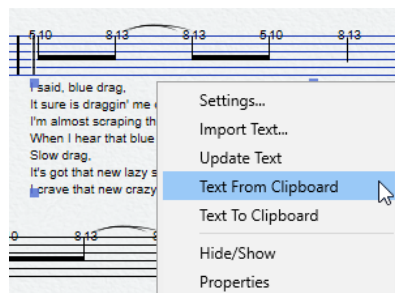 5 10 8 13 8 13 5 10 8 13
I said, blue drag,
It sure is draggin' me
I'm almost scraping th
When I hear that blue
Slow drag.
It's got that new lazy s
I crave that new crazy
Settings...
Import Text...
Update Text
Text From Clipboard
Text To Clipboard
Hide/Show
Properties
0 8 13 8